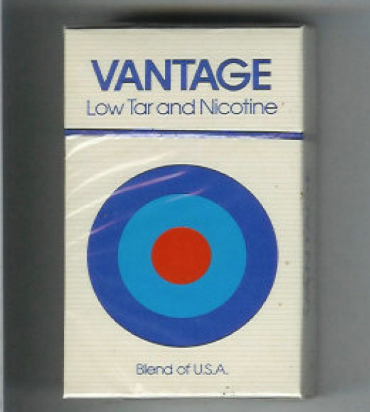 VANTAGE
Low Tar and Nicotine
Blend of U.S.A.